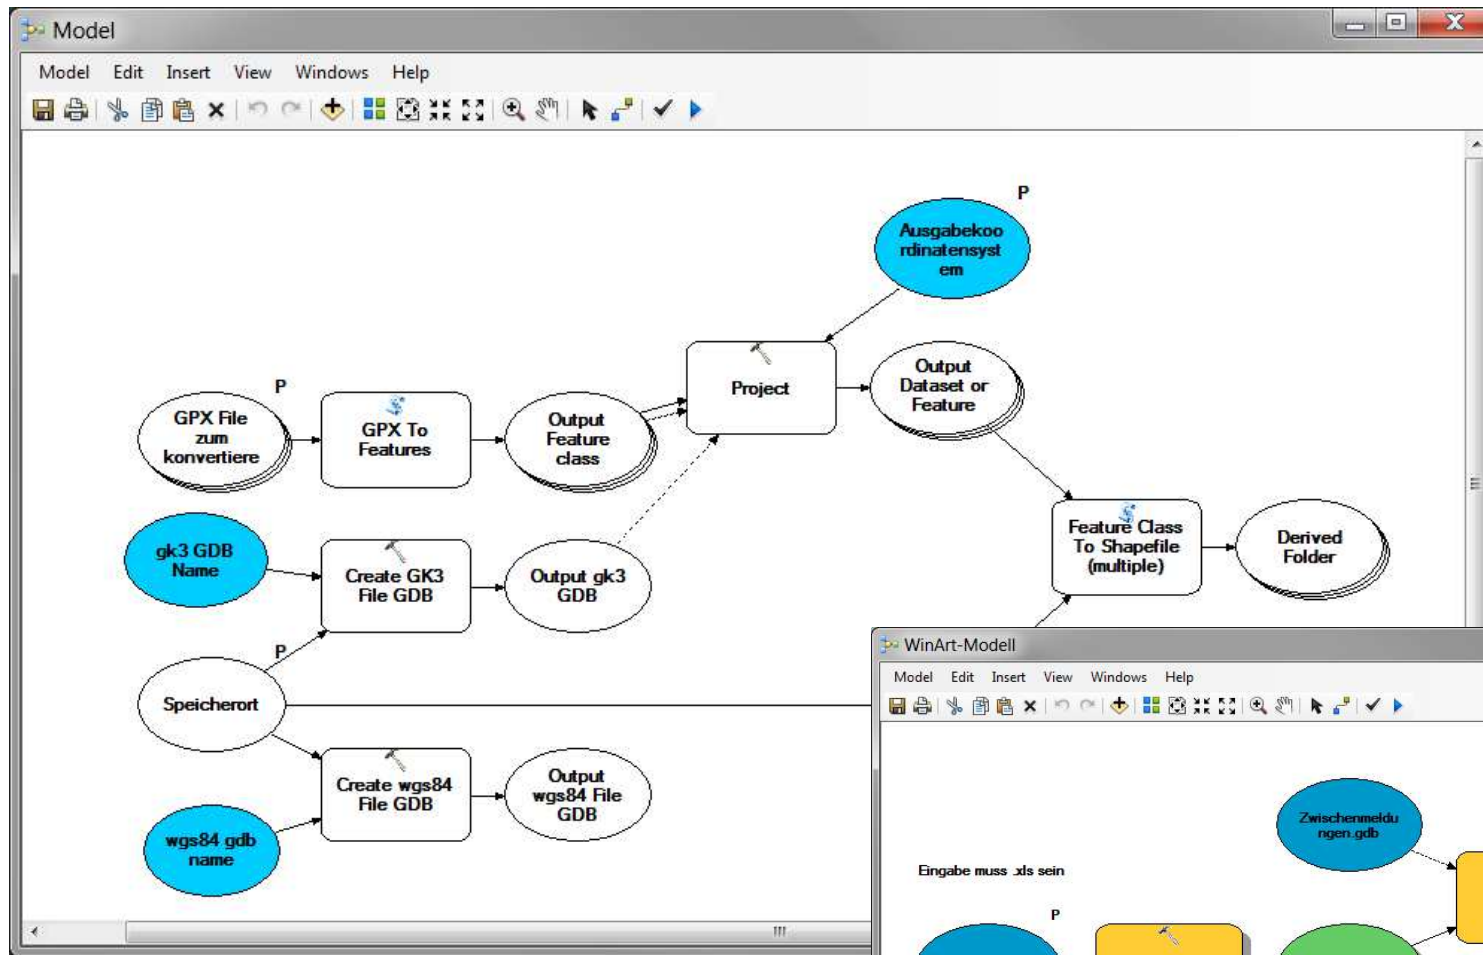 Model
Model Edit Insert View Windows Help
P
Ausgabekoo
rdinatensyst
em
Project
Output
Dataset or
Feature
P
GPX File
zum
konvertiere
GPX To
Features
Output
Feature
class
gk3 GDB
Name
Create GK3
File GDB
Output gk3
GDB
Feature Class
To Shapefile
(multiple)
Derived
Folder
P
Speicherort
Create wgs84
File GDB
Output
wgs84 File
GDB
wgs84 gdb
name
WinArt-Modell
Model Edit Insert View Windows Help
Zwischenmeldu
ngen.gdb
Eingabe muss .xls sein
P